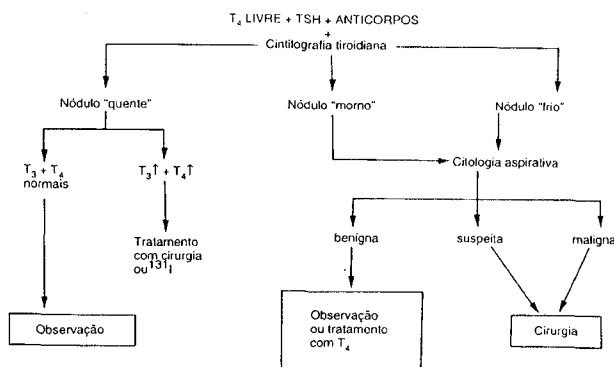 T₄ LIVRE + TSH + ANTICORPOS
+
Cintilografia tiroidiana
Nódulo "quente"
Nódulo "morno"
Nódulo "frio"
T₃ + T₄
normais
T₃↑ + T₄↑
Citologia aspirativa
Tratamento
com cirurgia
ou ¹³¹I
benigna
suspeita
maligna
Observação
Observação
ou tratamento
com T₄
Cirurgia